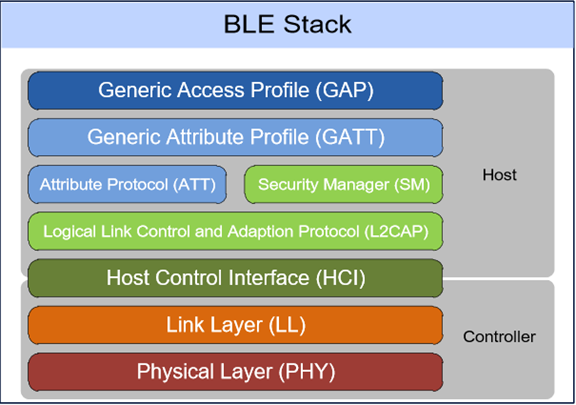 BLE Stack
Generic Access Profile (GAP)
Generic Attribute Profile (GATT)
Attribute Protocol (ATT)
Security Manager (SM)
Host
Logical Link Control and Adaption Protocol (L2CAP)
Host Control Interface (HCI)
Link Layer (LL)
Controller
Physical Layer (PHY)